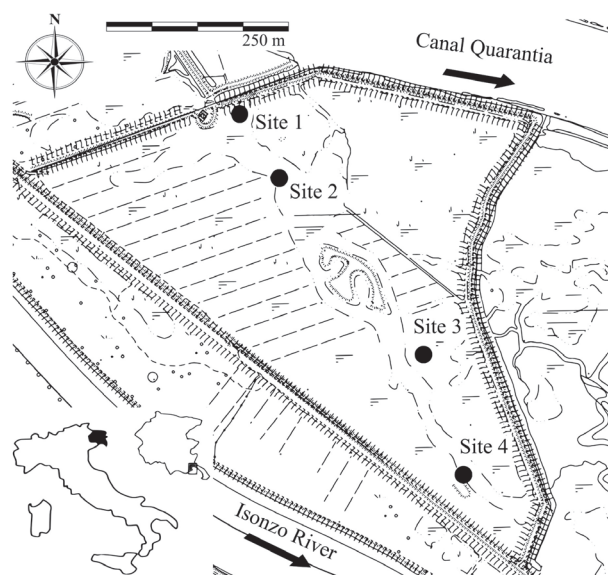 N
250 m
Canal Quarantia
Site 1
Site 2
Site 3
Site 4
Isonzo River